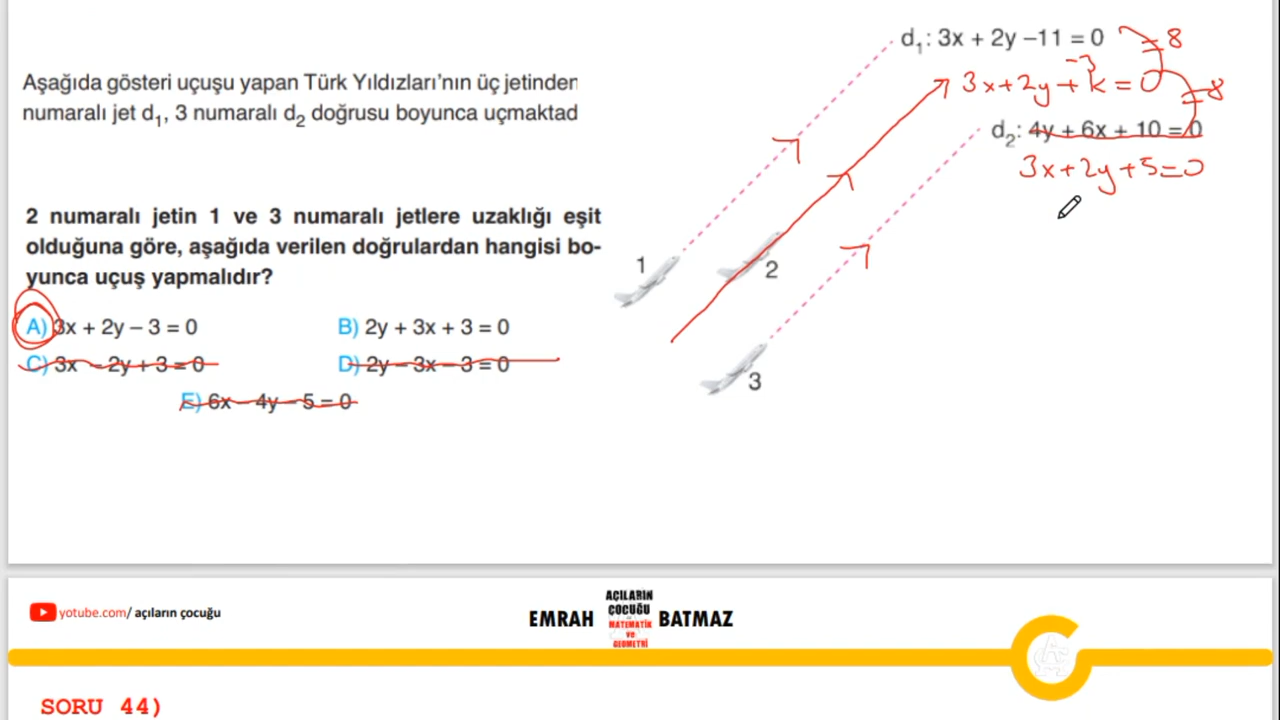 Aşağıda gösteri uçuşu yapan Türk Yıldızları'nın üç jetinden
numaralı jet d₁, 3 numaralı d₂ doğrusu boyunca uçmaktad
2 numaralı jetin 1 ve 3 numaralı jetlere uzaklığı eşit
olduğuna göre, aşağıda verilen doğrulardan hangisi bo-
yunca uçuş yapmalıdır?
A) 3x + 2y – 3 = 0
B) 2y + 3x + 3 = 0
C) 3x – 2y + 3 = 0
D) 2y – 3x – 3 = 0
E) 6x – 4y – 5 = 0
d₁: 3x + 2y –11 = 0
=8
-3
3x+2y+k=0
=8
d₂: 4y + 6x + 10 = 0
3x+2y+5=0
1
2
3
yotube.com/ açıların çocuğu
EMRAH
AÇILARIN
ÇOCUĞU
MATEMATİK
ve
GEOMETRİ
BATMAZ
SORU 44)